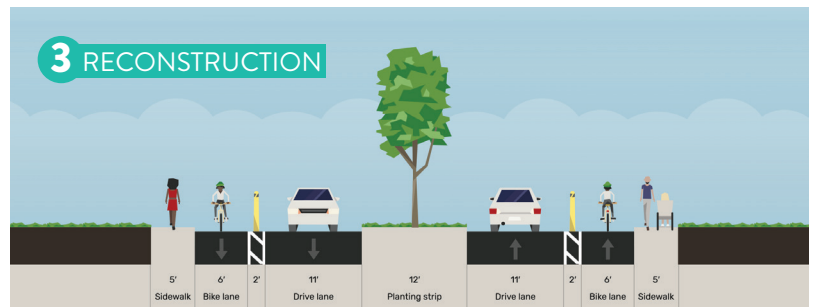 3 RECONSTRUCTION
5' 6' 2' 11' 12' 11' 2' 6' 5'
Sidewalk Bike lane Drive lane Planting strip Drive lane Bike lane Sidewalk